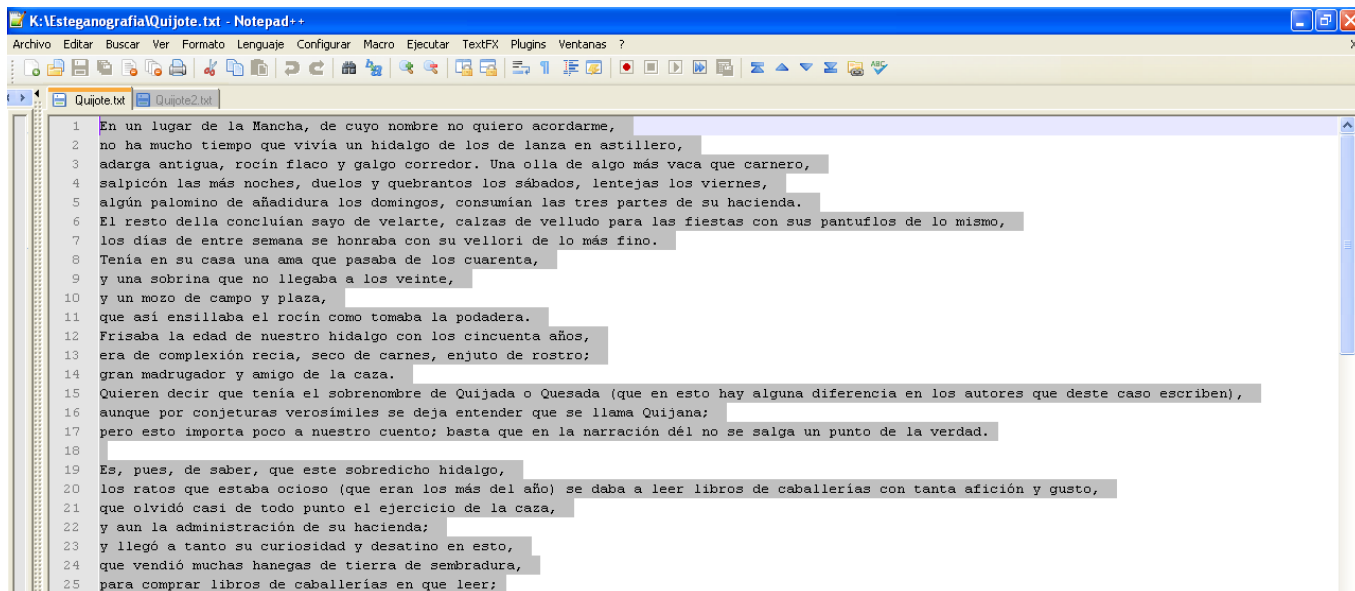 K:\Esteganografia\Quijote.txt - Notepad++
Archivo Editar Buscar Ver Formato Lenguaje Configurar Macro Ejecutar TextFX Plugins Ventanas ? X
Quijote.txt Quijote2.txt
1 En un lugar de la Mancha, de cuyo nombre no quiero acordarme,
2 no ha mucho tiempo que vivía un hidalgo de los de lanza en astillero,
3 adarga antigua, rocín flaco y galgo corredor. Una olla de algo más vaca que carnero,
4 salpicón las más noches, duelos y quebrantos los sábados, lentejas los viernes,
5 algún palomino de añadidura los domingos, consumían las tres partes de su hacienda.
6 El resto della concluían sayo de velarte, calzas de velludo para las fiestas con sus pantuflos de lo mismo,
7 los días de entre semana se honraba con su vellori de lo más fino.
8 Tenía en su casa una ama que pasaba de los cuarenta,
9 y una sobrina que no llegaba a los veinte,
10 y un mozo de campo y plaza,
11 que así ensillaba el rocín como tomaba la podadera.
12 Frisaba la edad de nuestro hidalgo con los cincuenta años,
13 era de complexión recia, seco de carnes, enjuto de rostro;
14 gran madrugador y amigo de la caza.
15 Quieren decir que tenía el sobrenombre de Quijada o Quesada (que en esto hay alguna diferencia en los autores que deste caso escriben),
16 aunque por conjeturas verosímiles se deja entender que se llama Quijana;
17 pero esto importa poco a nuestro cuento; basta que en la narración dél no se salga un punto de la verdad.
18
19 Es, pues, de saber, que este sobredicho hidalgo,
20 los ratos que estaba ocioso (que eran los más del año) se daba a leer libros de caballerías con tanta afición y gusto,
21 que olvidó casi de todo punto el ejercicio de la caza,
22 y aun la administración de su hacienda;
23 y llegó a tanto su curiosidad y desatino en esto,
24 que vendió muchas hanegas de tierra de sembradura,
25 para comprar libros de caballerías en que leer;